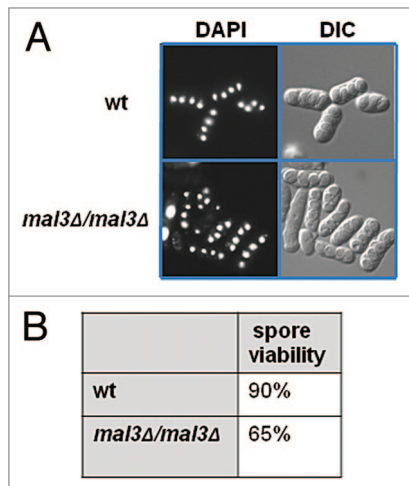 A
DAPI DIC
wt
mal3Δ/mal3Δ
B
spore
viability
wt 90%
mal3Δ/mal3Δ 65%